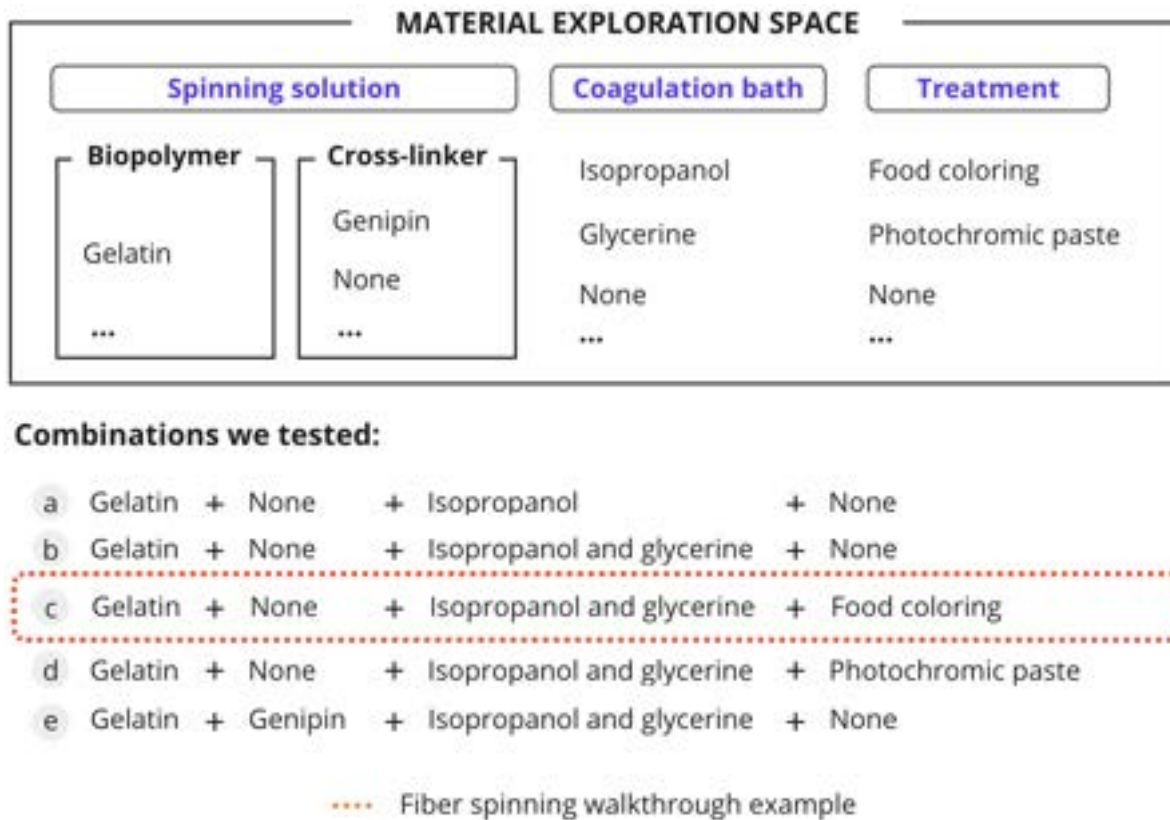 MATERIAL EXPLORATION SPACE
Spinning solution
Coagulation bath
Treatment
Biopolymer
Gelatin
...
Cross-linker
Genipin
None
...
Isopropanol
Glycerine
None
...
Food coloring
Photochromic paste
None
...
Combinations we tested:
a Gelatin + None + Isopropanol + None
b Gelatin + None + Isopropanol and glycerine + None
c Gelatin + None + Isopropanol and glycerine + Food coloring
d Gelatin + None + Isopropanol and glycerine + Photochromic paste
e Gelatin + Genipin + Isopropanol and glycerine + None
Fiber spinning walkthrough example